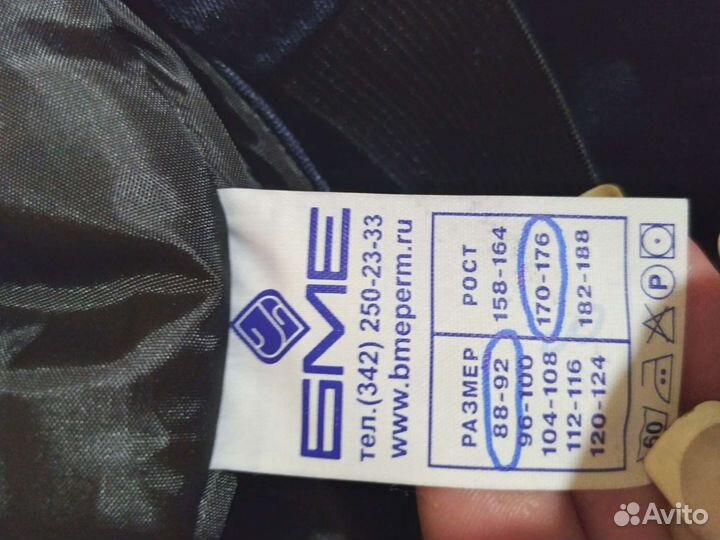 БМЕ
тел.(342) 250-23-33
www.bmeperm.ru
РАЗМЕР РОСТ
88-92 158-164
96-100 170-176
104-108 182-188
112-116
120-124
60 P
Avito